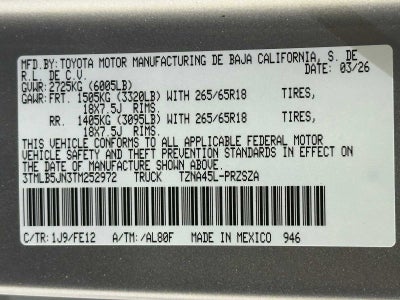 MFD.BY:TOYOTA MOTOR MANUFACTURING DE BAJA CALIFORNIA, S. DE
R.L. DE C.V. DATE: 03/26
GVWR:2725KG (6005LB)
GAWR:FRT. 1505KG (3320LB) WITH 265/65R18 TIRES,
18X7.5J RIMS.
RR. 1405KG (3095LB) WITH 265/65R18 TIRES,
18X7.5J RIMS.
THIS VEHICLE CONFORMS TO ALL APPLICABLE FEDERAL MOTOR
VEHICLE SAFETY AND THEFT PREVENTION STANDARDS IN EFFECT ON
THE DATE OF MANUFACTURE SHOWN ABOVE.
3TMLB5JN3TM252972 TRUCK TZNA45L-PRZSZA
C/TR: 1J9/FE12 A/TM: /AL80F MADE IN MEXICO 946